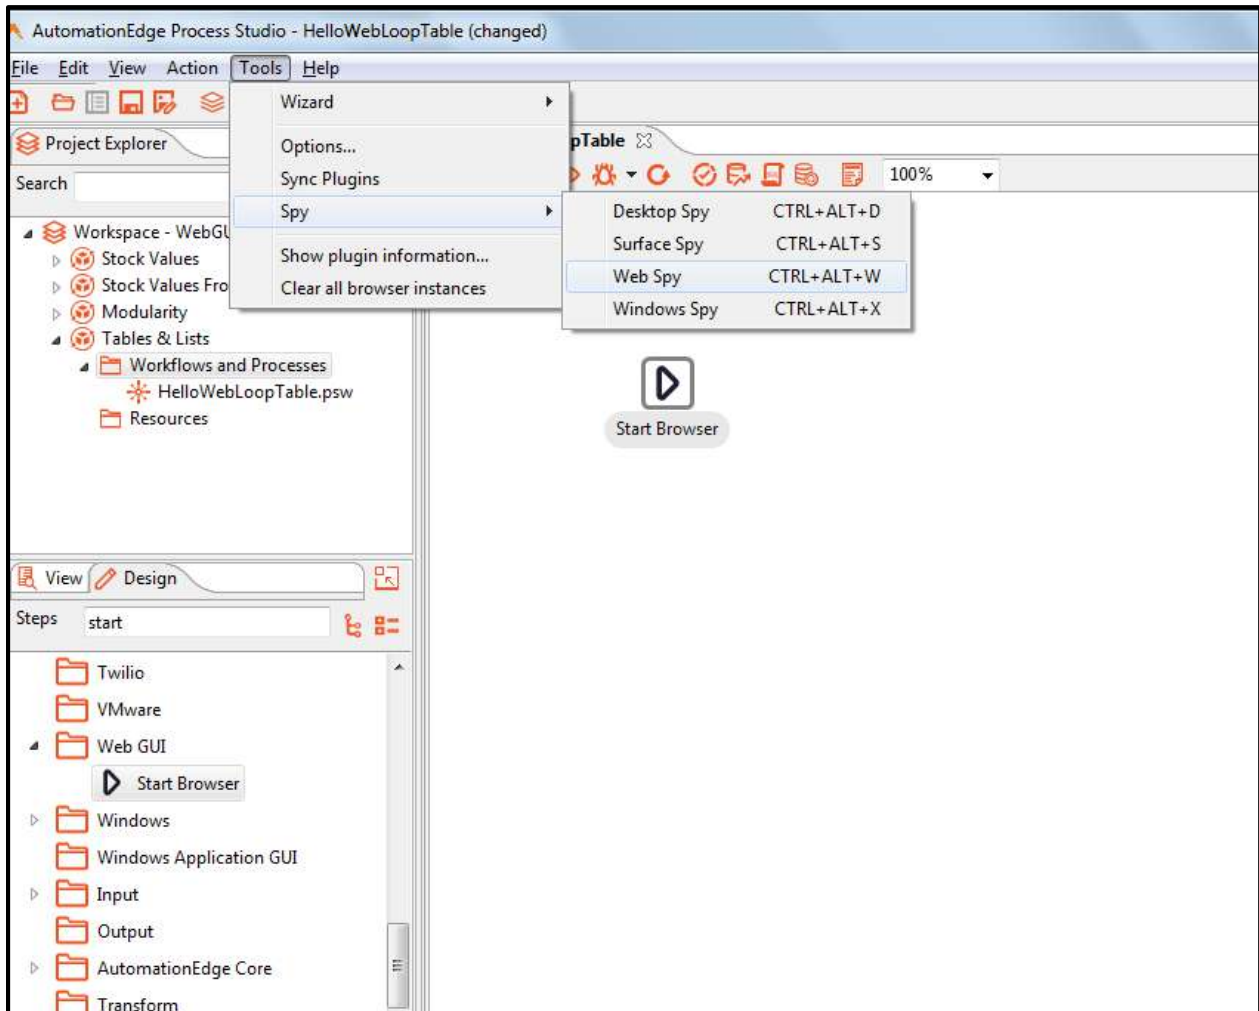 AutomationEdge Process Studio - HelloWebLoopTable (changed)
File Edit View Action Tools Help
Wizard
Options...
Sync Plugins
Spy
Show plugin information...
Clear all browser instances
Desktop Spy CTRL+ALT+D
Surface Spy CTRL+ALT+S
Web Spy CTRL+ALT+W
Windows Spy CTRL+ALT+X
Project Explorer
pTable
100%
Search
Workspace - WebGU
Stock Values
Stock Values Fro
Modularity
Tables & Lists
Workflows and Processes
HelloWebLoopTable.psw
Resources
Start Browser
View Design
Steps start
Twilio
VMware
Web GUI
Start Browser
Windows
Windows Application GUI
Input
Output
AutomationEdge Core
Transform